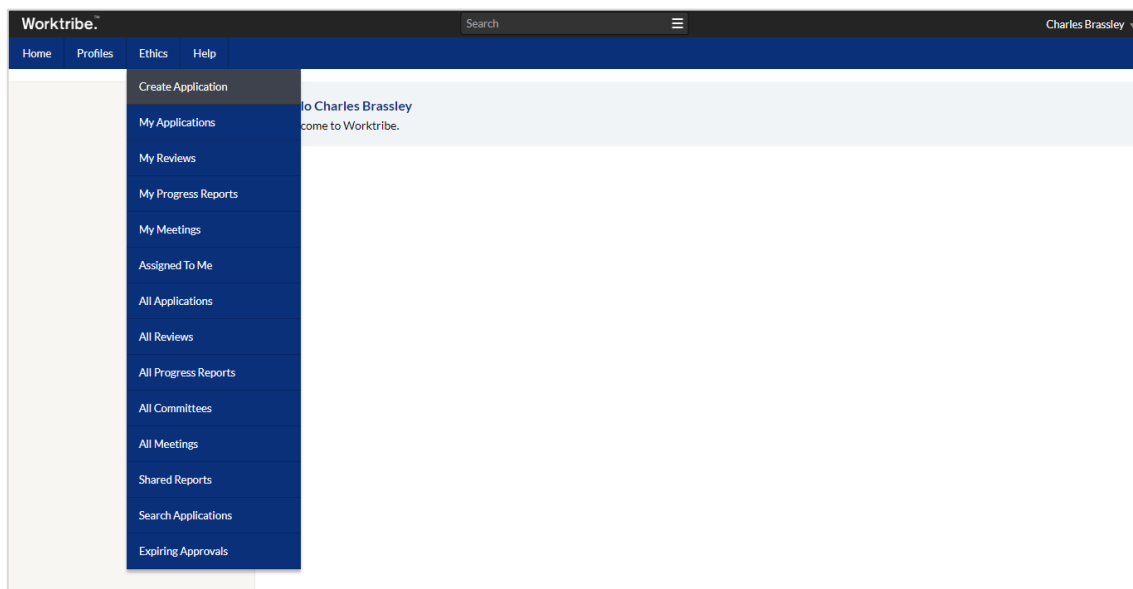 Worktribe.™
Search
Charles Brassley
Home Profiles Ethics Help
Create Application
lo Charles Brassley
My Applications
come to Worktribe.
My Reviews
My Progress Reports
My Meetings
Assigned To Me
All Applications
All Reviews
All Progress Reports
All Committees
All Meetings
Shared Reports
Search Applications
Expiring Approvals